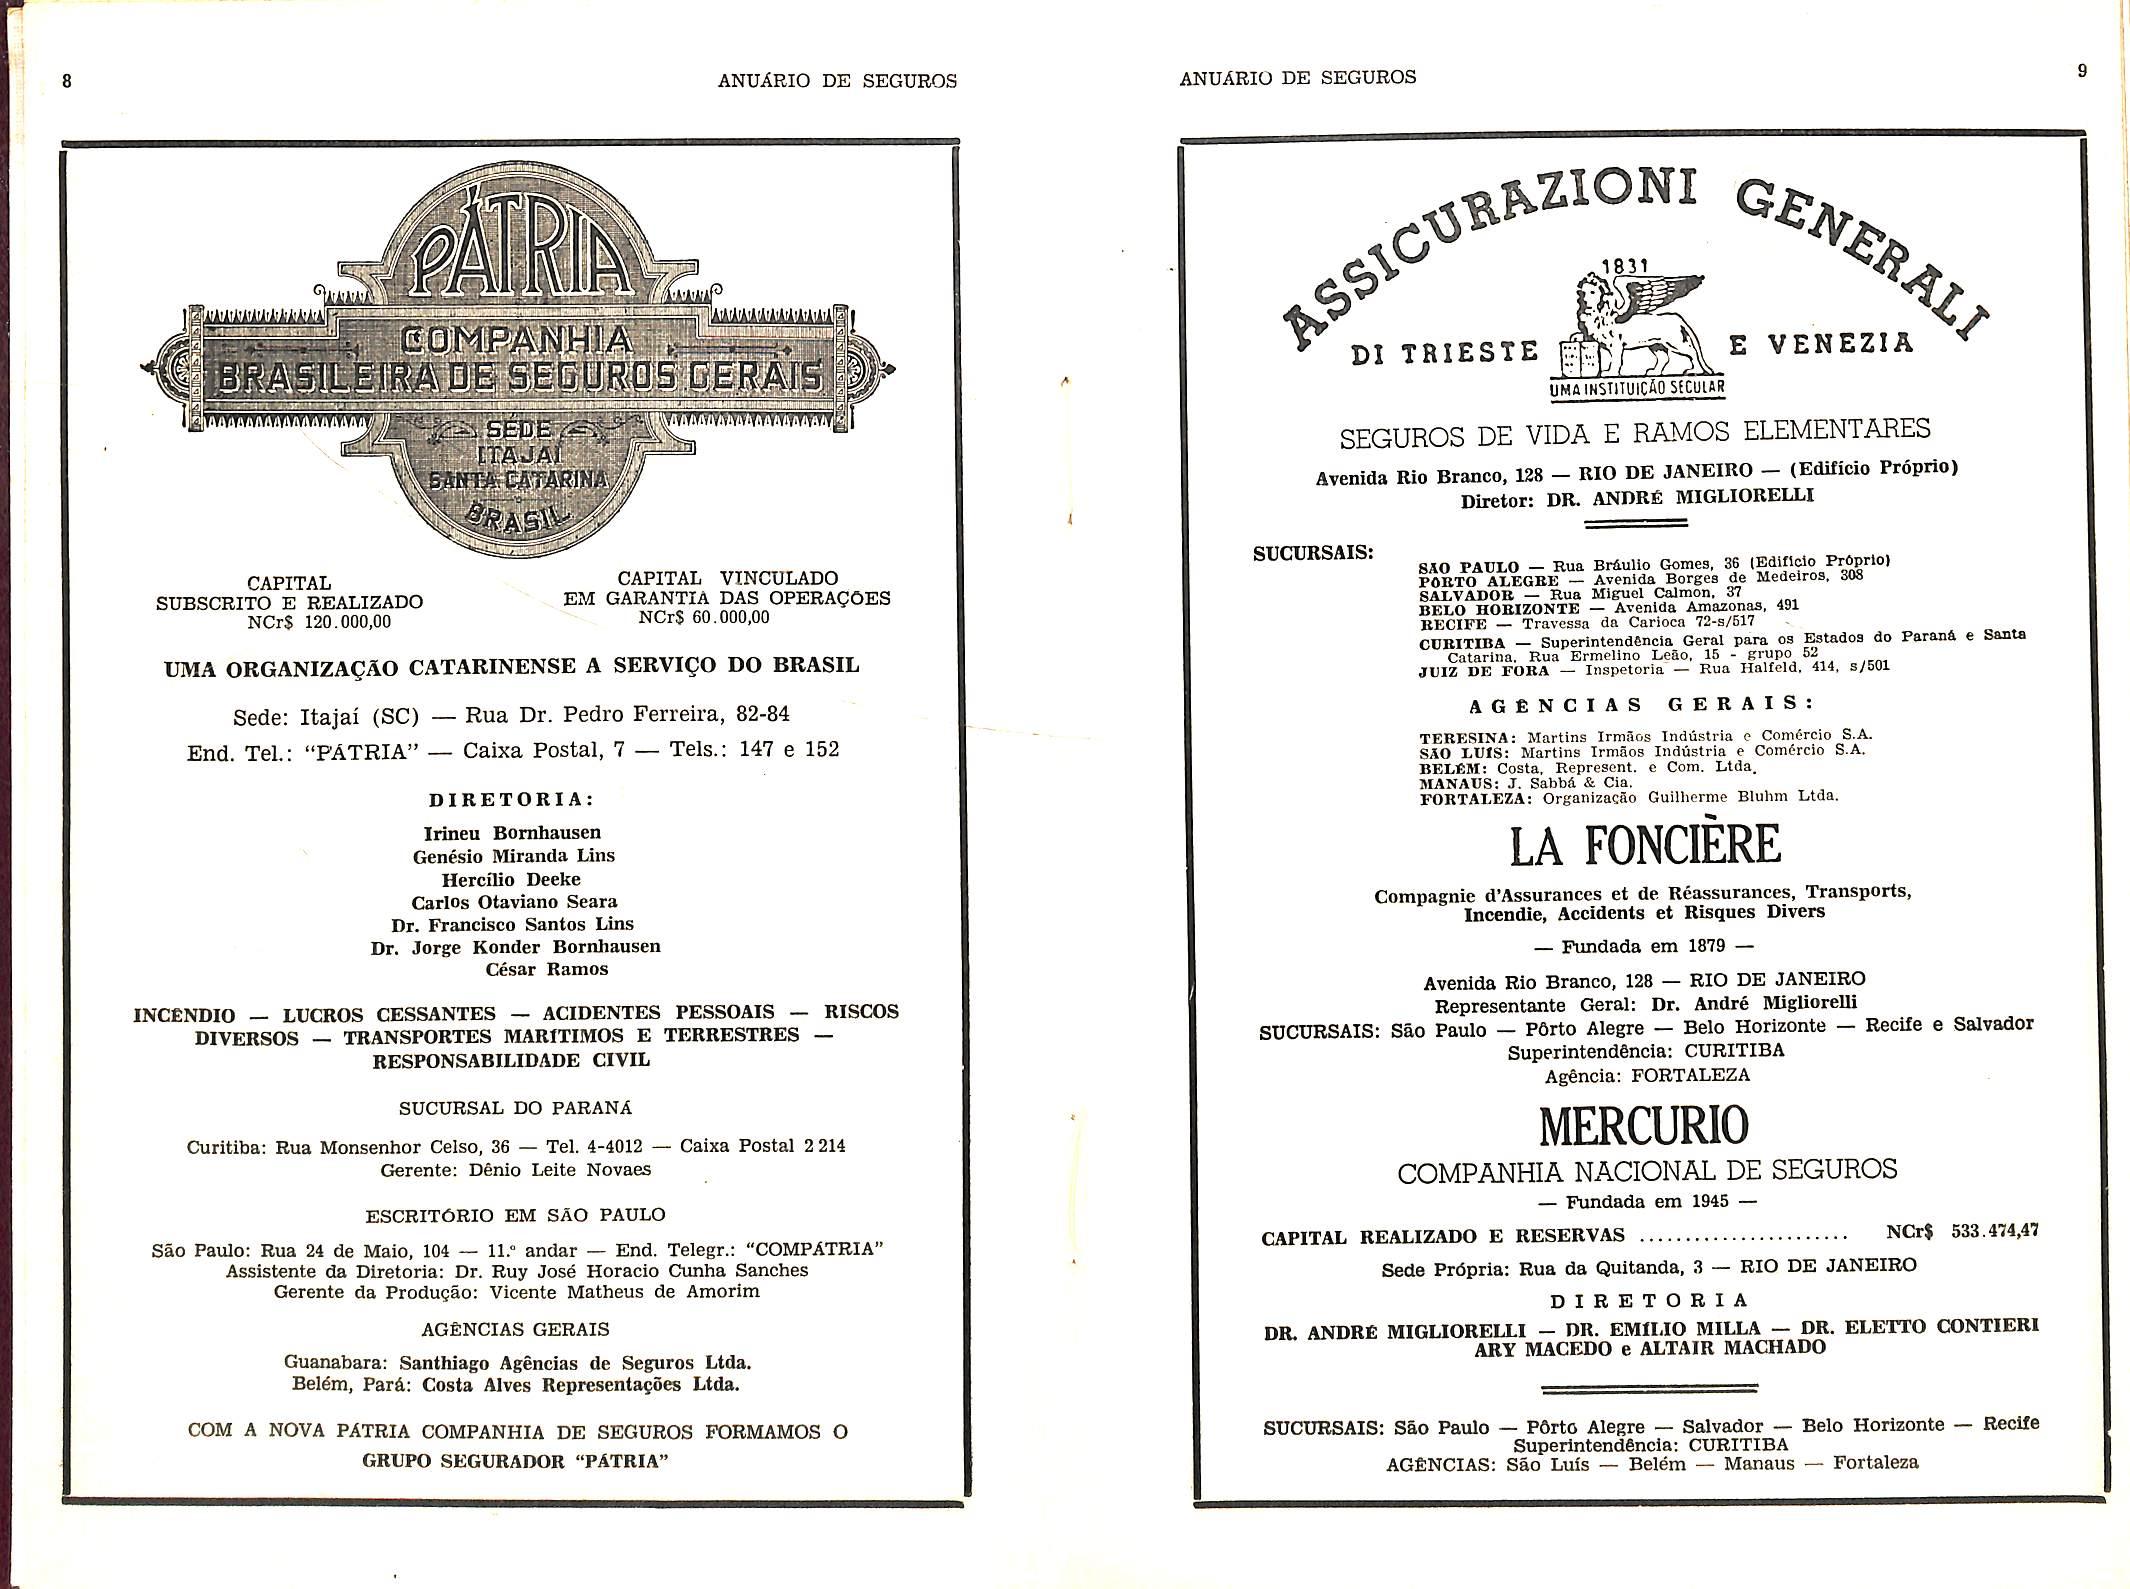 8
ANUÁRIO DE SEGUROS
PÁTRIA
COMPANHIA
BRASILEIRA DE SEGUROS GERAIS
SÉDE
ITAJAÍ
SANTA CATARINA
BRASIL
CAPITAL
SUBSCRITO E REALIZADO
NCr$ 120.000,00
CAPITAL VINCULADO
EM GARANTIA DAS OPERAÇÕES
NCr$ 60.000,00
UMA ORGANIZAÇÃO CATARINENSE A SERVIÇO DO BRASIL
Sede: Itajaí (SC) — Rua Dr. Pedro Ferreira, 82-84
End. Tel.: “PÁTRIA” — Caixa Postal, 7 — Tels.: 147 e 152
DIRETORIA:
Irineu Bornhausen
Genésio Miranda Lins
Hercílio Deeke
Carlos Otaviano Seara
Dr. Francisco Santos Lins
Dr. Jorge Konder Bornhausen
César Ramos
INCÊNDIO — LUCROS CESSANTES — ACIDENTES PESSOAIS — RISCOS
DIVERSOS — TRANSPORTES MARÍTIMOS E TERRESTRES —
RESPONSABILIDADE CIVIL
SUCURSAL DO PARANÁ
Curitiba: Rua Monsenhor Celso, 36 — Tel. 4-4012 — Caixa Postal 2 214
Gerente: Dênio Leite Novaes
ESCRITÓRIO EM SÃO PAULO
São Paulo: Rua 24 de Maio, 104 — 11.º andar — End. Telegr.: “COMPÁTRIA”
Assistente da Diretoria: Dr. Ruy José Horacio Cunha Sanches
Gerente da Produção: Vicente Matheus de Amorim
AGÊNCIAS GERAIS
Guanabara: Santhiago Agências de Seguros Ltda.
Belém, Pará: Costa Alves Representações Ltda.
COM A NOVA PÁTRIA COMPANHIA DE SEGUROS FORMAMOS O
GRUPO SEGURADOR “PÁTRIA”
ANUÁRIO DE SEGUROS
9
ASSICURAZIONI GENERALI
1831
DI TRIESTE E VENEZIA
UMA INSTITUIÇÃO SECULAR
SEGUROS DE VIDA E RAMOS ELEMENTARES
Avenida Rio Branco, 128 — RIO DE JANEIRO — (Edifício Próprio)
Diretor: DR. ANDRÉ MIGLIORELLI
SUCURSAIS:
SAO PAULO — Rua Bráulio Gomes, 36 (Edifício Próprio)
PÓRTO ALEGRE — Avenida Borges de Medeiros, 308
SALVADOR — Rua Miguel Calmon, 37
BELO HORIZONTE — Avenida Amazonas, 491
RECIFE — Travessa da Carioca 72-s/517
CURITIBA — Superintendência Geral para os Estados do Paraná e Santa
Catarina, Rua Ermelino Leão, 15 - grupo 52
JUIZ DE FORA — Inspetoria — Rua Halfeld, 414, s/501
AGÊNCIAS GERAIS:
TERESINA: Martins Irmãos Indústria e Comércio S.A.
SÃO LUÍS: Martins Irmãos Indústria e Comércio S.A.
BELÉM: Costa, Represent. e Com. Ltda.
MANAUS: J. Sabbá & Cia.
FORTALEZA: Organização Guilherme Bluhm Ltda.
LA FONCIÈRE
Compagnie d'Assurances et de Réassurances, Transports,
Incendie, Accidents et Risques Divers
— Fundada em 1879 —
Avenida Rio Branco, 128 — RIO DE JANEIRO
Representante Geral: Dr. André Migliorelli
SUCURSAIS: São Paulo — Pôrto Alegre — Belo Horizonte — Recife e Salvador
Superintendência: CURITIBA
Agência: FORTALEZA
MERCURIO
COMPANHIA NACIONAL DE SEGUROS
— Fundada em 1945 —
CAPITAL REALIZADO E RESERVAS ....................... NCr$ 533.474,47
Sede Própria: Rua da Quitanda, 3 — RIO DE JANEIRO
DIRETORIA
DR. ANDRÉ MIGLIORELLI — DR. EMÍLIO MILLA — DR. ELETTO CONTIERI
ARY MACEDO e ALTAIR MACHADO
SUCURSAIS: São Paulo — Pôrto Alegre — Salvador — Belo Horizonte — Recife
Superintendência: CURITIBA
AGÊNCIAS: São Luís — Belém — Manaus — Fortaleza